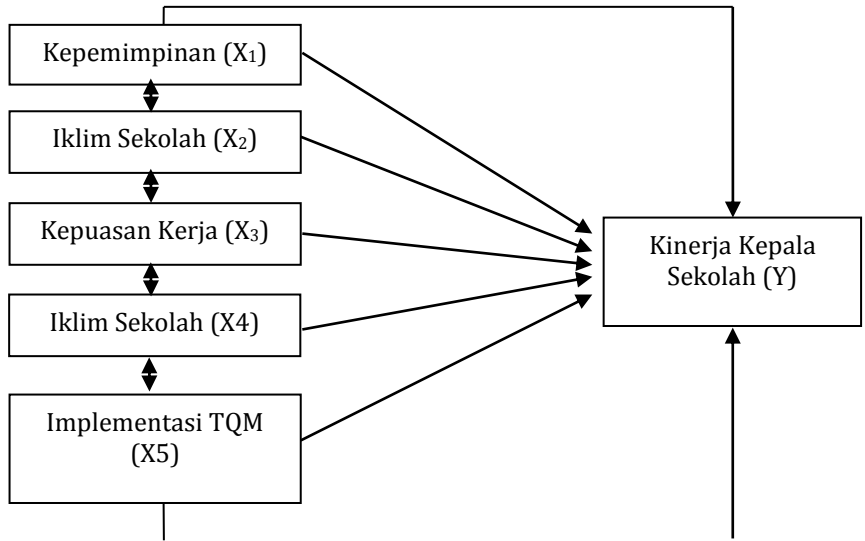 Kepemimpinan (X₁)
Iklim Sekolah (X₂)
Kepuasan Kerja (X₃)
Iklim Sekolah (X4)
Implementasi TQM
(X5)
Kinerja Kepala
Sekolah (Y)